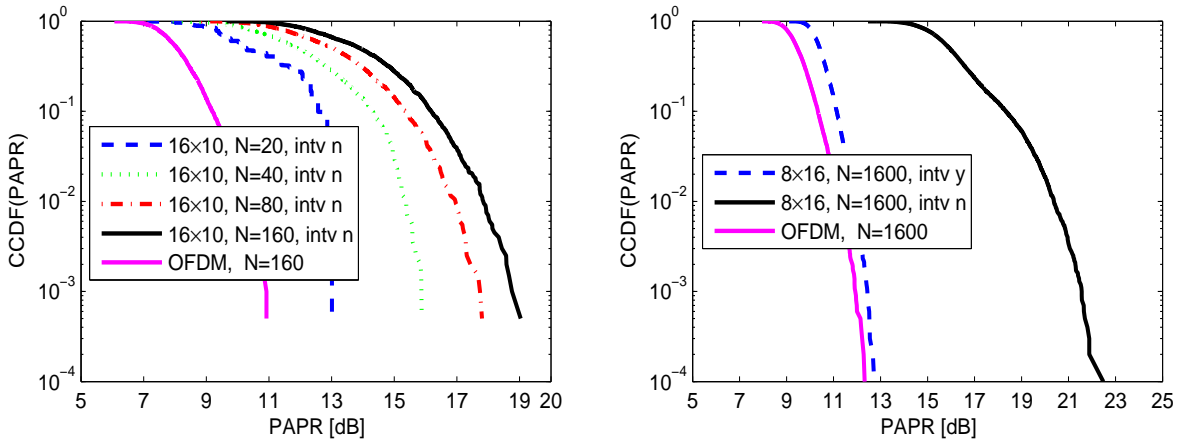 10^0
10^-1
10^-2
10^-3
10^-4
CCDF(PAPR)
16×10, N=20, intv n
16×10, N=40, intv n
16×10, N=80, intv n
16×10, N=160, intv n
OFDM, N=160
5 7 9 11 13 15 17 19 20
PAPR [dB]
10^0
10^-1
10^-2
10^-3
10^-4
CCDF(PAPR)
8×16, N=1600, intv y
8×16, N=1600, intv n
OFDM, N=1600
5 7 9 11 13 15 17 19 21 23 25
PAPR [dB]